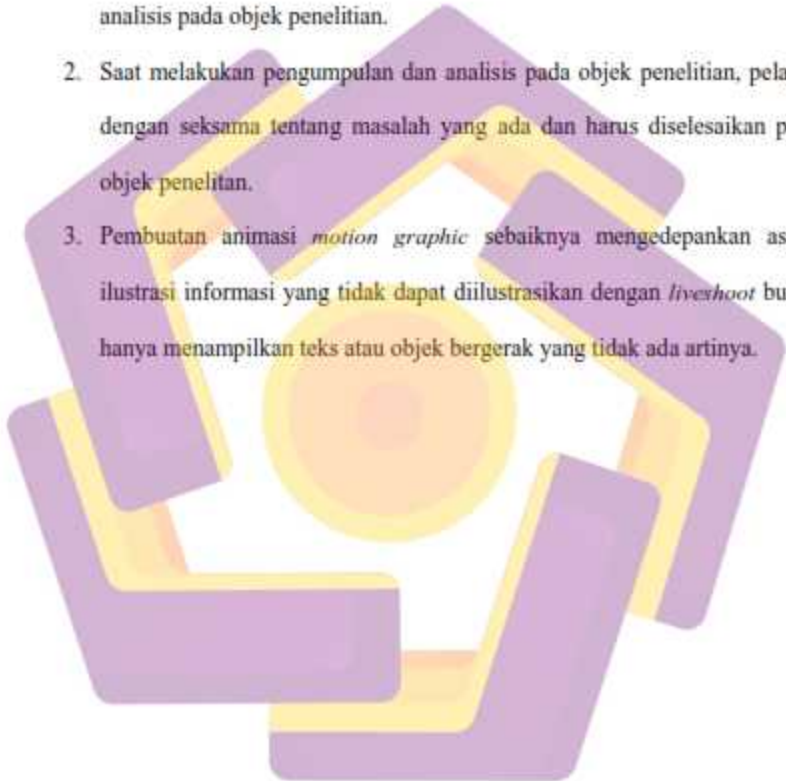 analisis pada objek penelitian.
2. Saat melakukan pengumpulan dan analisis pada objek penelitian, pela
dengan seksama tentang masalah yang ada dan harus diselesaikan p
objek penelitan.
3. Pembuatan animasi motion graphic sebaiknya mengedepankan as
ilustrasi informasi yang tidak dapat diilustrasikan dengan liveshoot bu
hanya menampilkan teks atau objek bergerak yang tidak ada artinya.